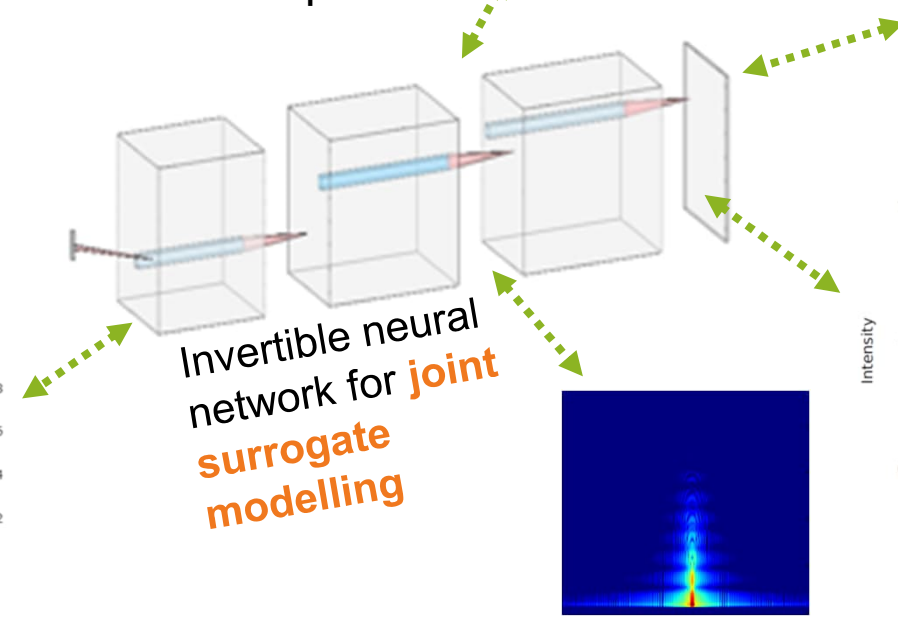 Invertible neural
network for joint
surrogate
modelling
Intensity